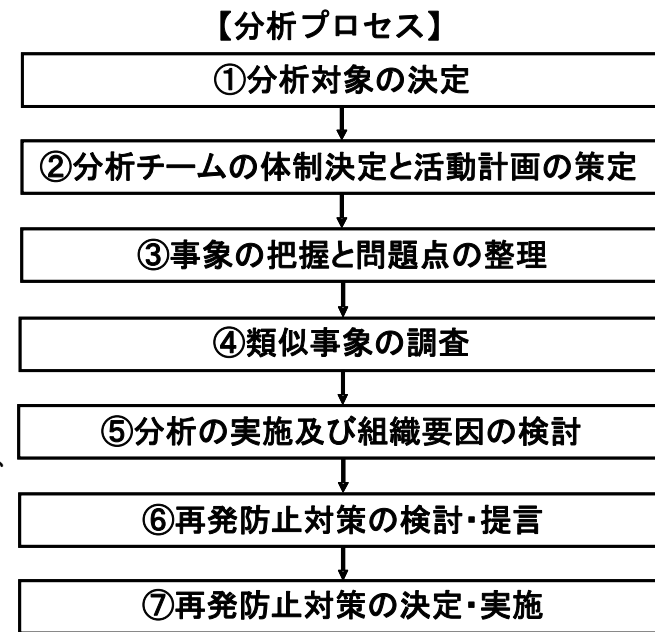 【分析プロセス】
①分析対象の決定
②分析チームの体制決定と活動計画の策定
③事象の把握と問題点の整理
④類似事象の調査
⑤分析の実施及び組織要因の検討
、
⑥再発防止対策の検討・提言
⑦再発防止対策の決定・実施